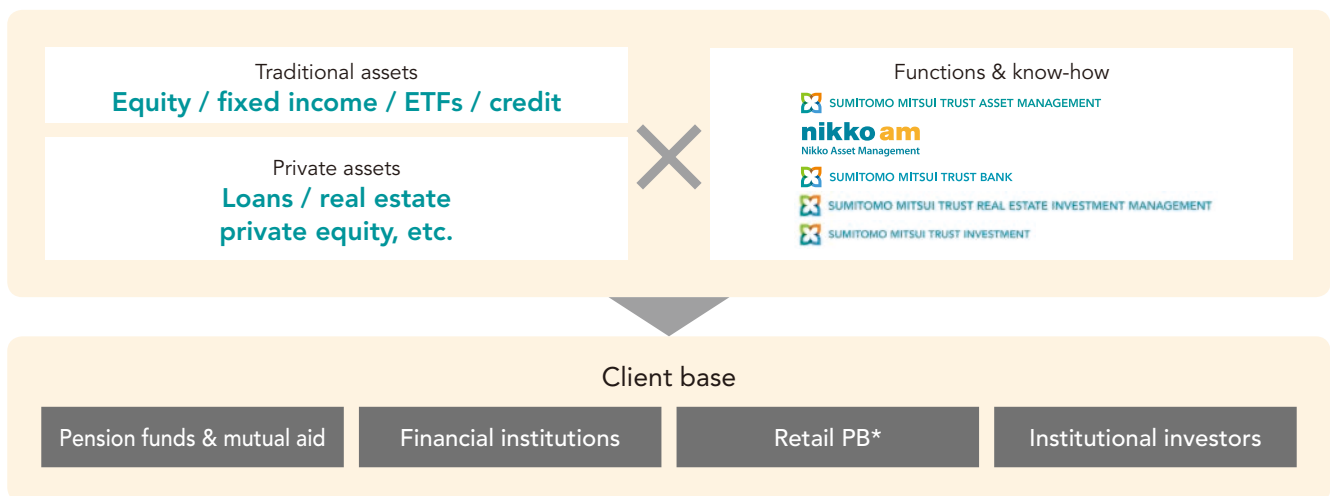 Traditional assets
Equity / fixed income / ETFs / credit
Private assets
Loans / real estate
private equity, etc.
Functions & know-how
SUMITOMO MITSUI TRUST ASSET MANAGEMENT
nikko am
Nikko Asset Management
SUMITOMO MITSUI TRUST BANK
SUMITOMO MITSUI TRUST REAL ESTATE INVESTMENT MANAGEMENT
SUMITOMO MITSUI TRUST INVESTMENT
Client base
Pension funds & mutual aid
Financial institutions
Retail PB*
Institutional investors